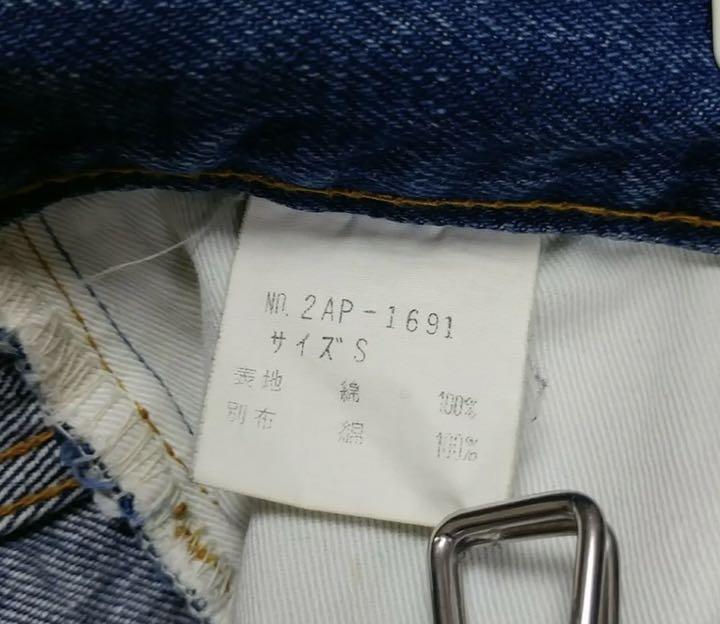 NO. 2AP-1691
サイズ S
表地 綿 100%
別布 綿 100%